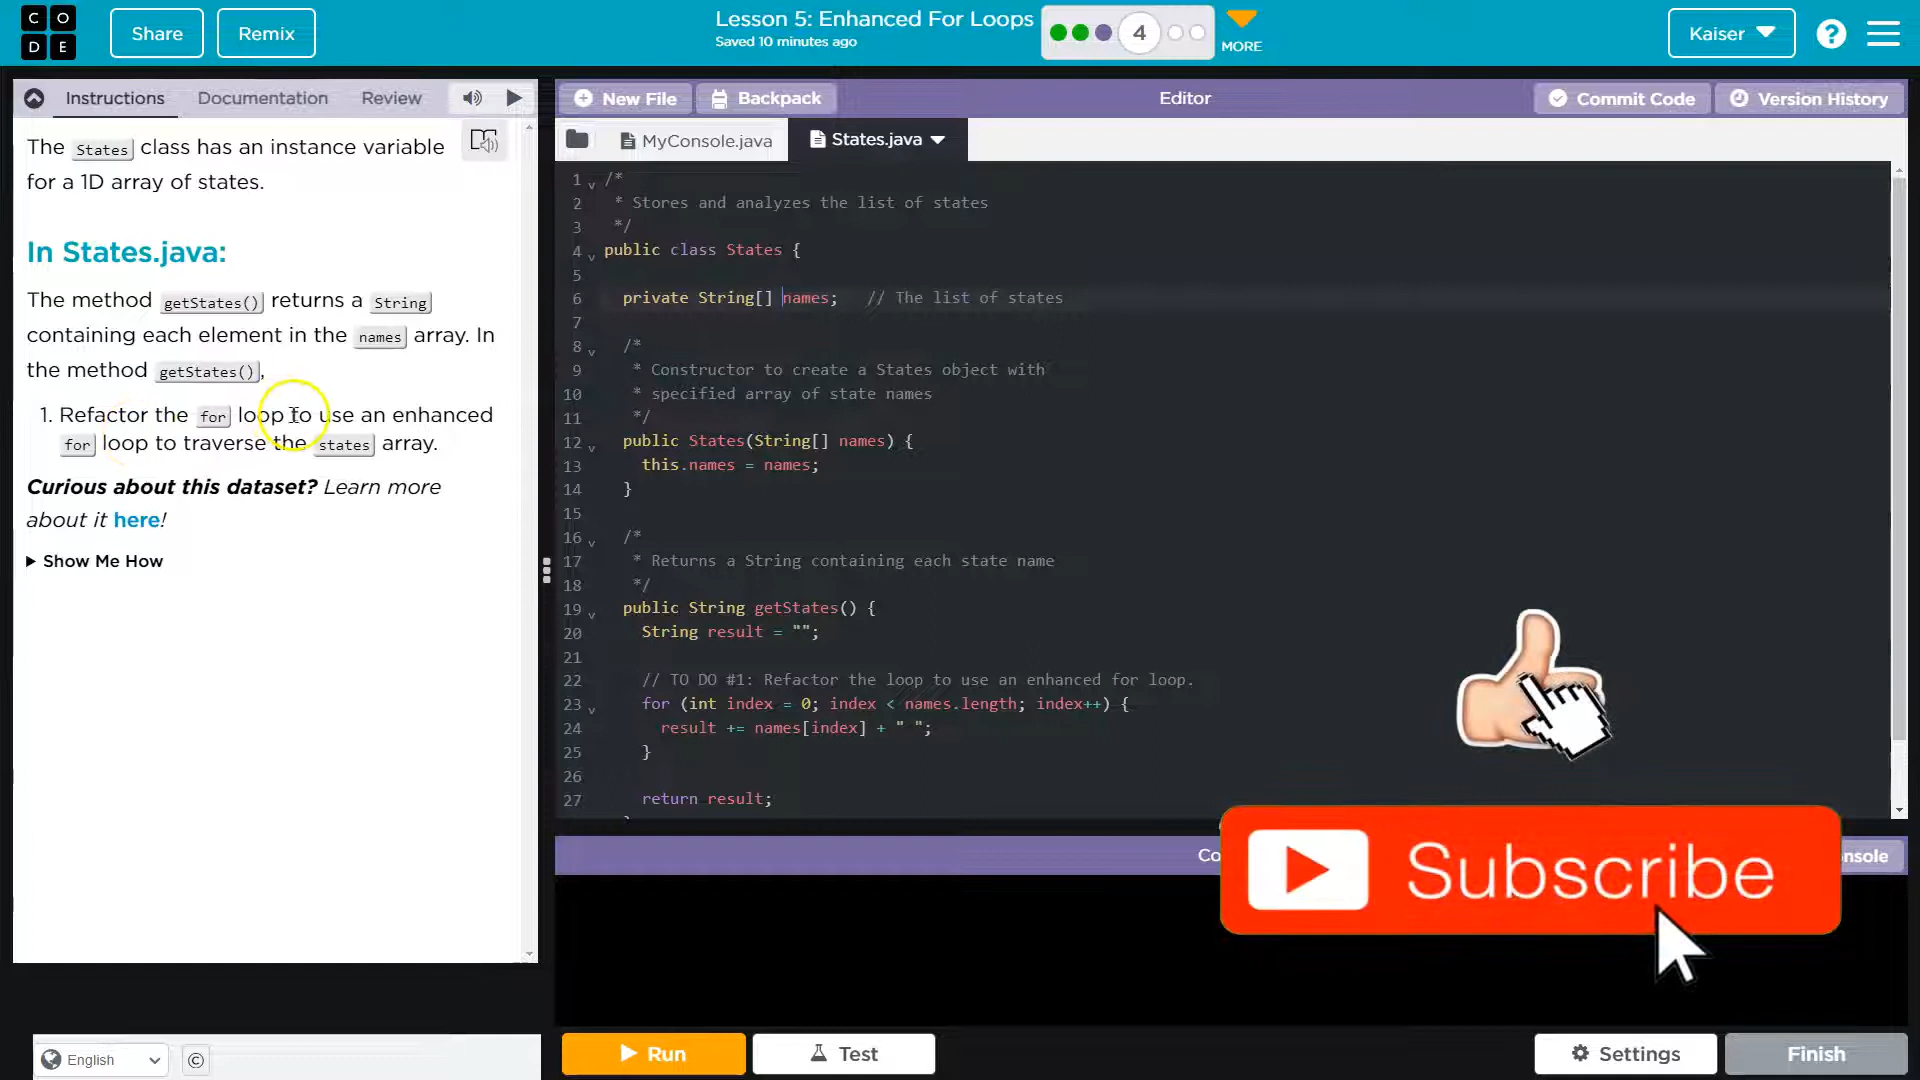 C O
D E
Share
Remix
Lesson 5: Enhanced For Loops
Saved 10 minutes ago
4
MORE
Kaiser
?
Instructions
Documentation
Review
New File
Backpack
Editor
Commit Code
Version History
The States class has an instance variable
for a 1D array of states.
In States.java:
The method getStates() returns a String
containing each element in the names array. In
the method getStates(),
1. Refactor the for loop to use an enhanced
for loop to traverse the states array.
Curious about this dataset? Learn more
about it here!
Show Me How
MyConsole.java
States.java
1 /*
2 * Stores and analyzes the list of states
3 */
4 public class States {
5
6 private String[] names; // The list of states
7
8 /*
9 * Constructor to create a States object with
10 * specified array of state names
11 */
12 public States(String[] names) {
13 this.names = names;
14 }
15
16 /*
17 * Returns a String containing each state name
18 */
19 public String getStates() {
20 String result = "";
21
22 // TO DO #1: Refactor the loop to use an enhanced for loop.
23 for (int index = 0; index < names.length; index++) {
24 result += names[index] + " ";
25 }
26
27 return result;
Co
nsole
Subscribe
English
©
Run
Test
Settings
Finish